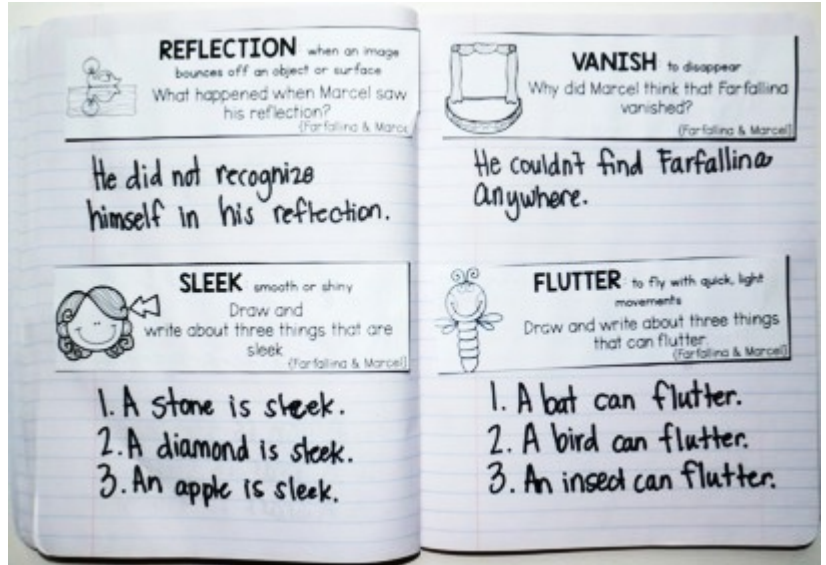 REFLECTION when an image
bounces off an object or surface
What happened when Marcel saw
his reflection?
(Farfallina & Marce
He did not recognize
himself in his reflection.
SLEEK smooth or shiny
Draw and
write about three things that are
sleek
(Farfallina & Marcel)
1. A stone is sleek.
2. A diamond is sleek.
3. An apple is sleek.
VANISH to disappear
Why did Marcel think that Farfallina
vanished?
(Farfallina & Marcel)
He couldn't find Farfallina
anywhere.
FLUTTER to fly with quick, light
movements
Draw and write about three things
that can flutter.
(Farfallina & Marcel)
1. A bat can flutter.
2. A bird can flutter.
3. An insect can flutter.